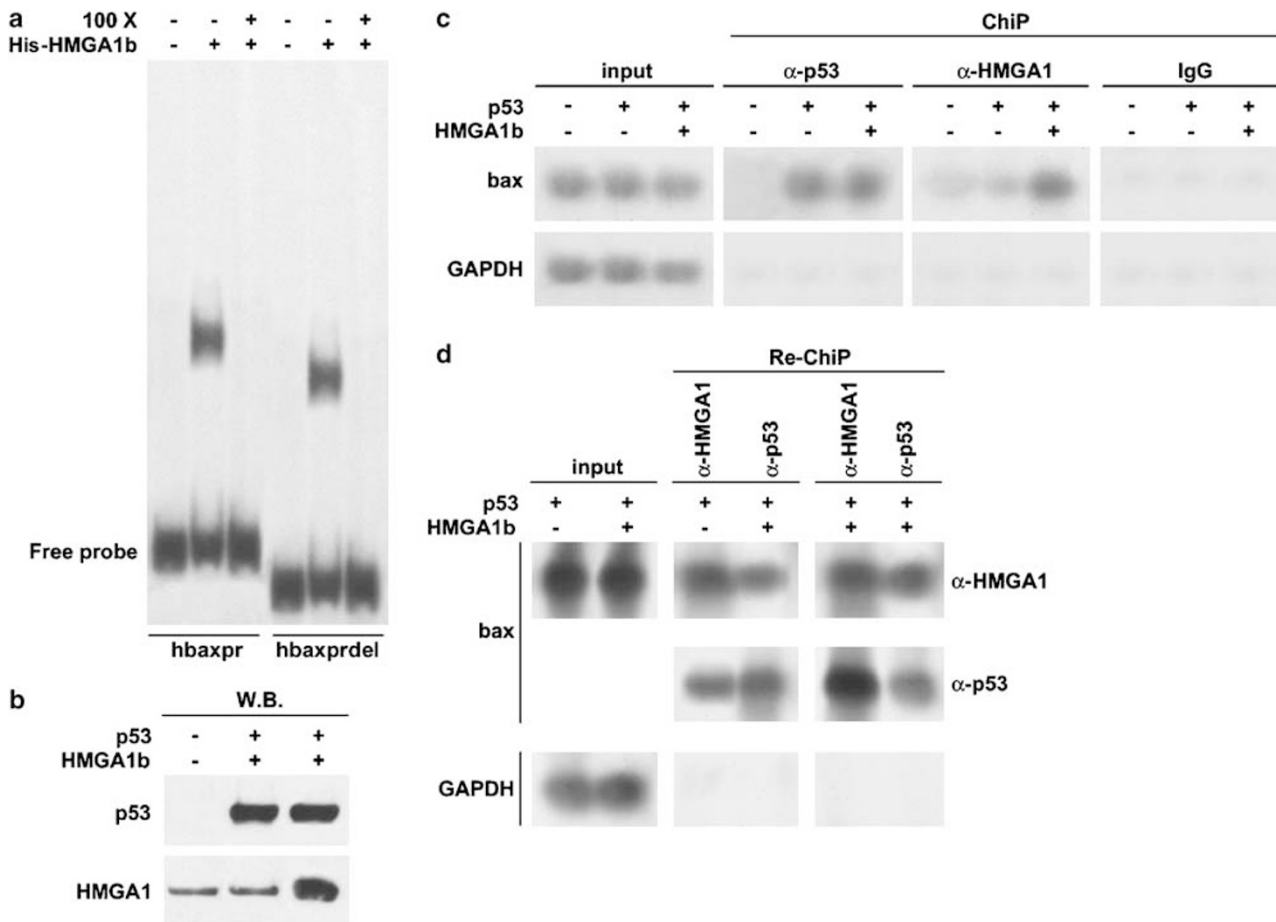 a
100 X - - + - - +
His-HMGA1b - + + - + +
Free probe
hbaxpr hbaxprdel
b
W.B.
p53 - + +
HMGA1b - + +
p53
HMGA1
c
ChiP
input α-p53 α-HMGA1 IgG
p53 - + + - + + - + + - + +
HMGA1b - - + - - + - - + - - +
bax
GAPDH
d
Re-ChiP
input α-HMGA1 α-p53 α-HMGA1 α-p53
p53 + + + + + +
HMGA1b - + - + + +
bax
α-HMGA1
α-p53
GAPDH